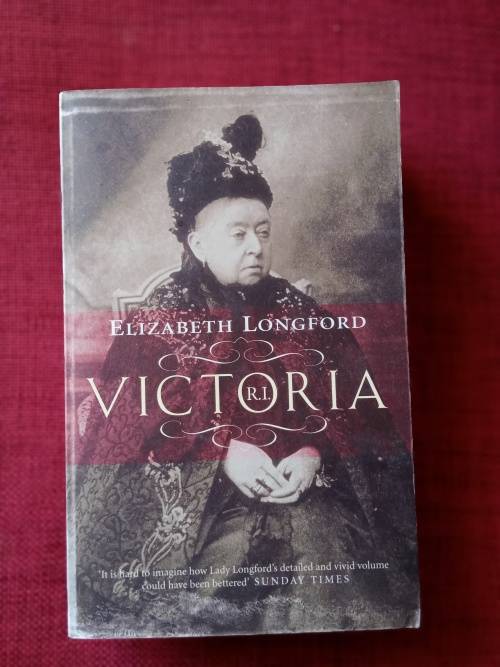 ELIZABETH LONGFORD
VICTORIA
R.I.
'It is hard to imagine how Lady Longford's detailed and vivid volume
could have been bettered' SUNDAY TIMES